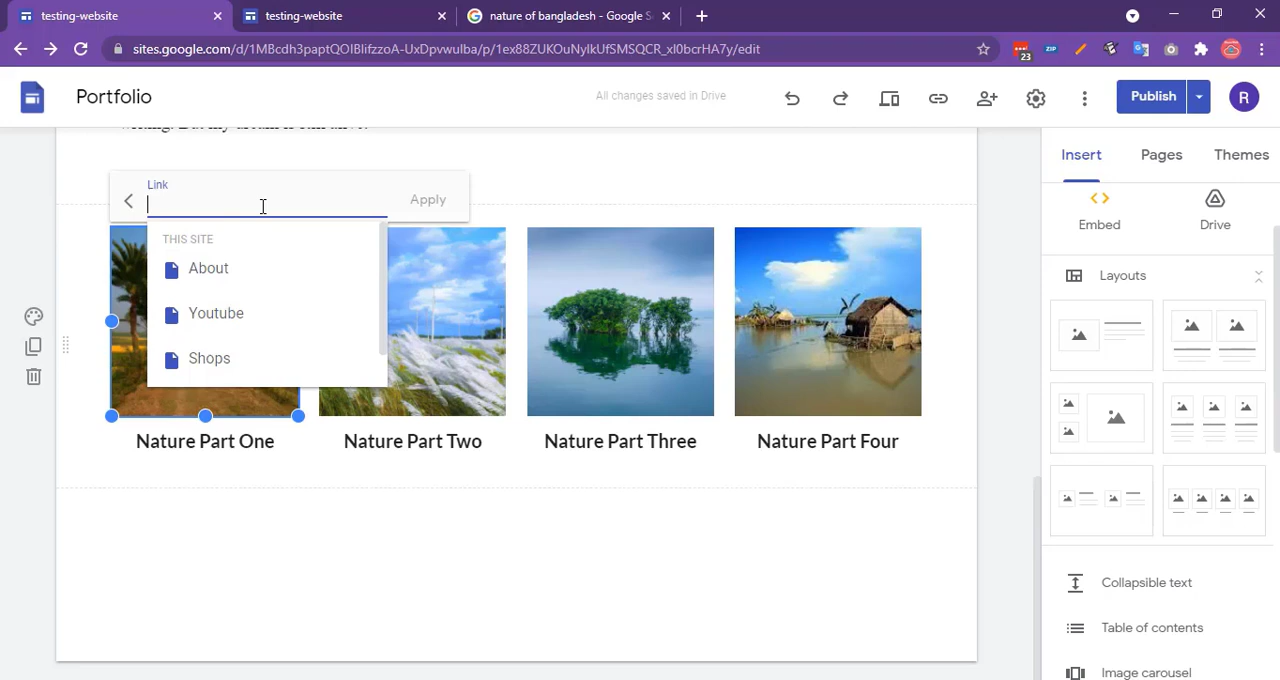 testing-website
testing-website
nature of bangladesh - Google S
sites.google.com/d/1MBcdh3paptQOIBlifzzoA-UxDpvwulba/p/1ex88ZUKOuNylkUfSMSQCR_xl0bcrHA7y/edit
23
ZIP
Portfolio
All changes saved in Drive
Publish
R
Insert
Pages
Themes
Link
Apply
THIS SITE
About
Youtube
Shops
Nature Part One
Nature Part Two
Nature Part Three
Nature Part Four
Embed
Drive
Layouts
Collapsible text
Table of contents
Image carousel